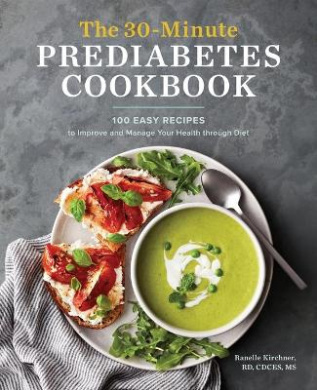 The 30-Minute
PREDIABETES
COOKBOOK
100 EASY RECIPES
to Improve and Manage Your Health through Diet
Ranelle Kirchner,
RD, CDCES, MS